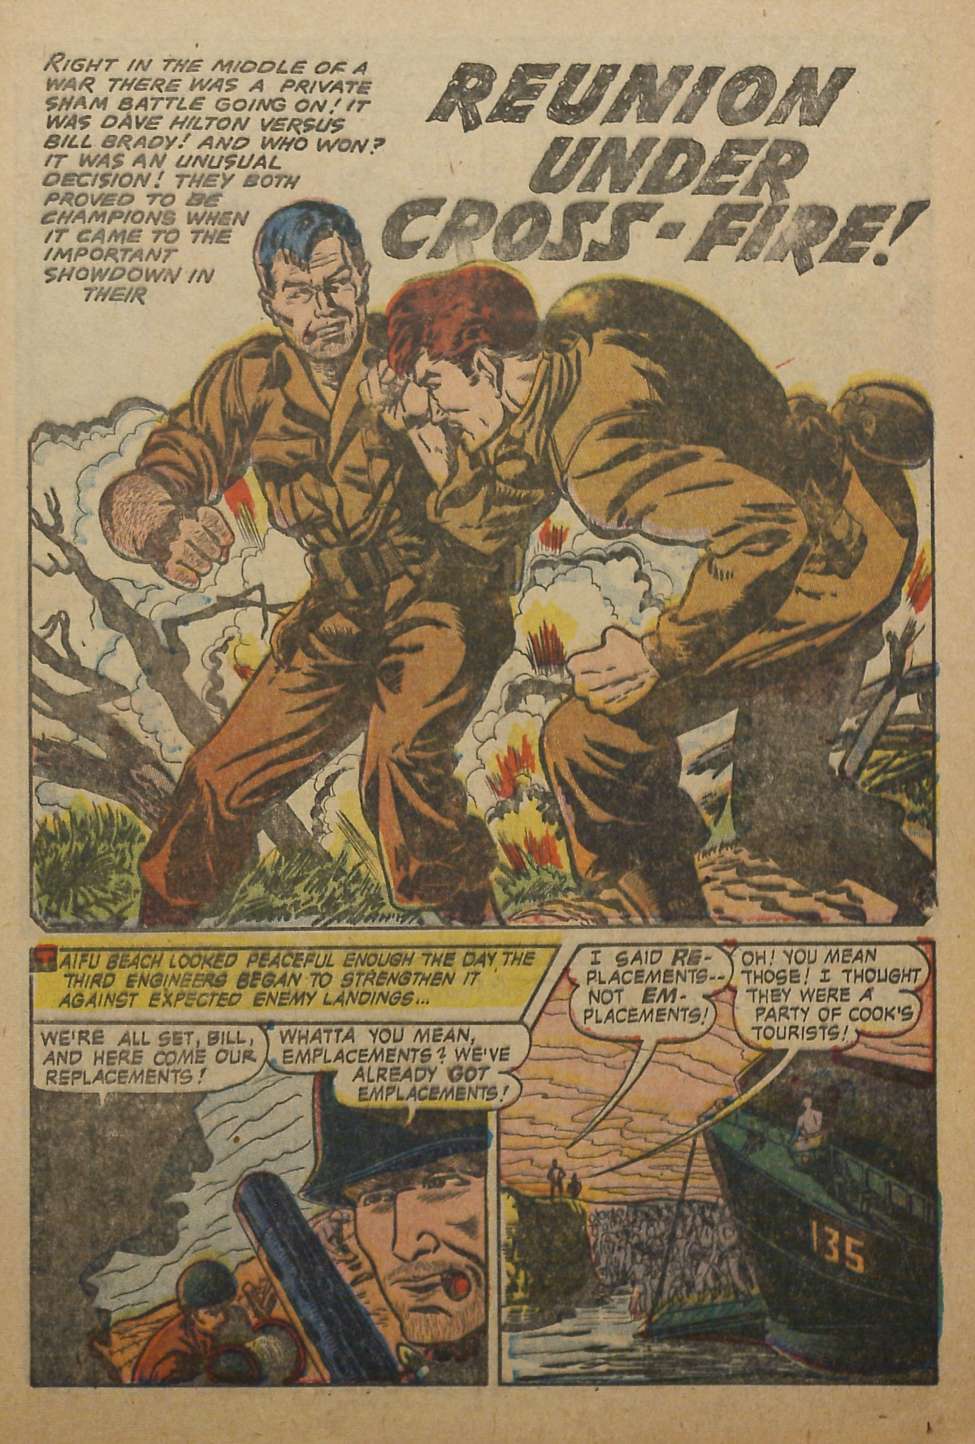 RIGHT IN THE MIDDLE OF A
WAR THERE WAS A PRIVATE
SHAM BATTLE GOING ON! IT
WAS DAVE HILTON VERSUS
BILL BRADY! AND WHO WON?
IT WAS AN UNUSUAL
DECISION! THEY BOTH
PROVED TO BE
CHAMPIONS WHEN
IT CAME TO THE
IMPORTANT
SHOWDOWN IN
THEIR
REUNION
UNDER
CROSS-FIRE!
TAIFU BEACH LOOKED PEACEFUL ENOUGH THE DAY THE
THIRD ENGINEERS BEGAN TO STRENGTHEN IT
AGAINST EXPECTED ENEMY LANDINGS...
WE'RE ALL SET, BILL,
AND HERE COME OUR
REPLACEMENTS!
WHATTA YOU MEAN,
EMPLACEMENTS? WE'VE
ALREADY GOT
EMPLACEMENTS!
I SAID RE-
PLACEMENTS--
NOT EM-
PLACEMENTS!
OH! YOU MEAN
THOSE! I THOUGHT
THEY WERE A
PARTY OF COOK'S
TOURISTS!
135